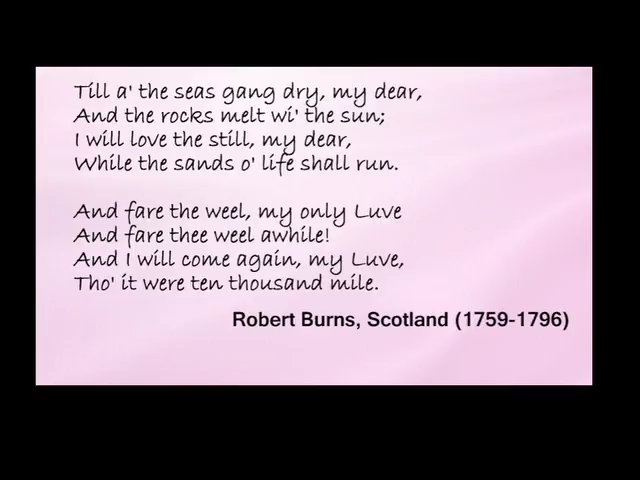 Till a' the seas gang dry, my dear,
And the rocks melt wi' the sun;
I will love the still, my dear,
While the sands o' life shall run.
And fare the weel, my only Luve
And fare thee weel awhile!
And I will come again, my Luve,
Tho' it were ten thousand mile.
Robert Burns, Scotland (1759-1796)